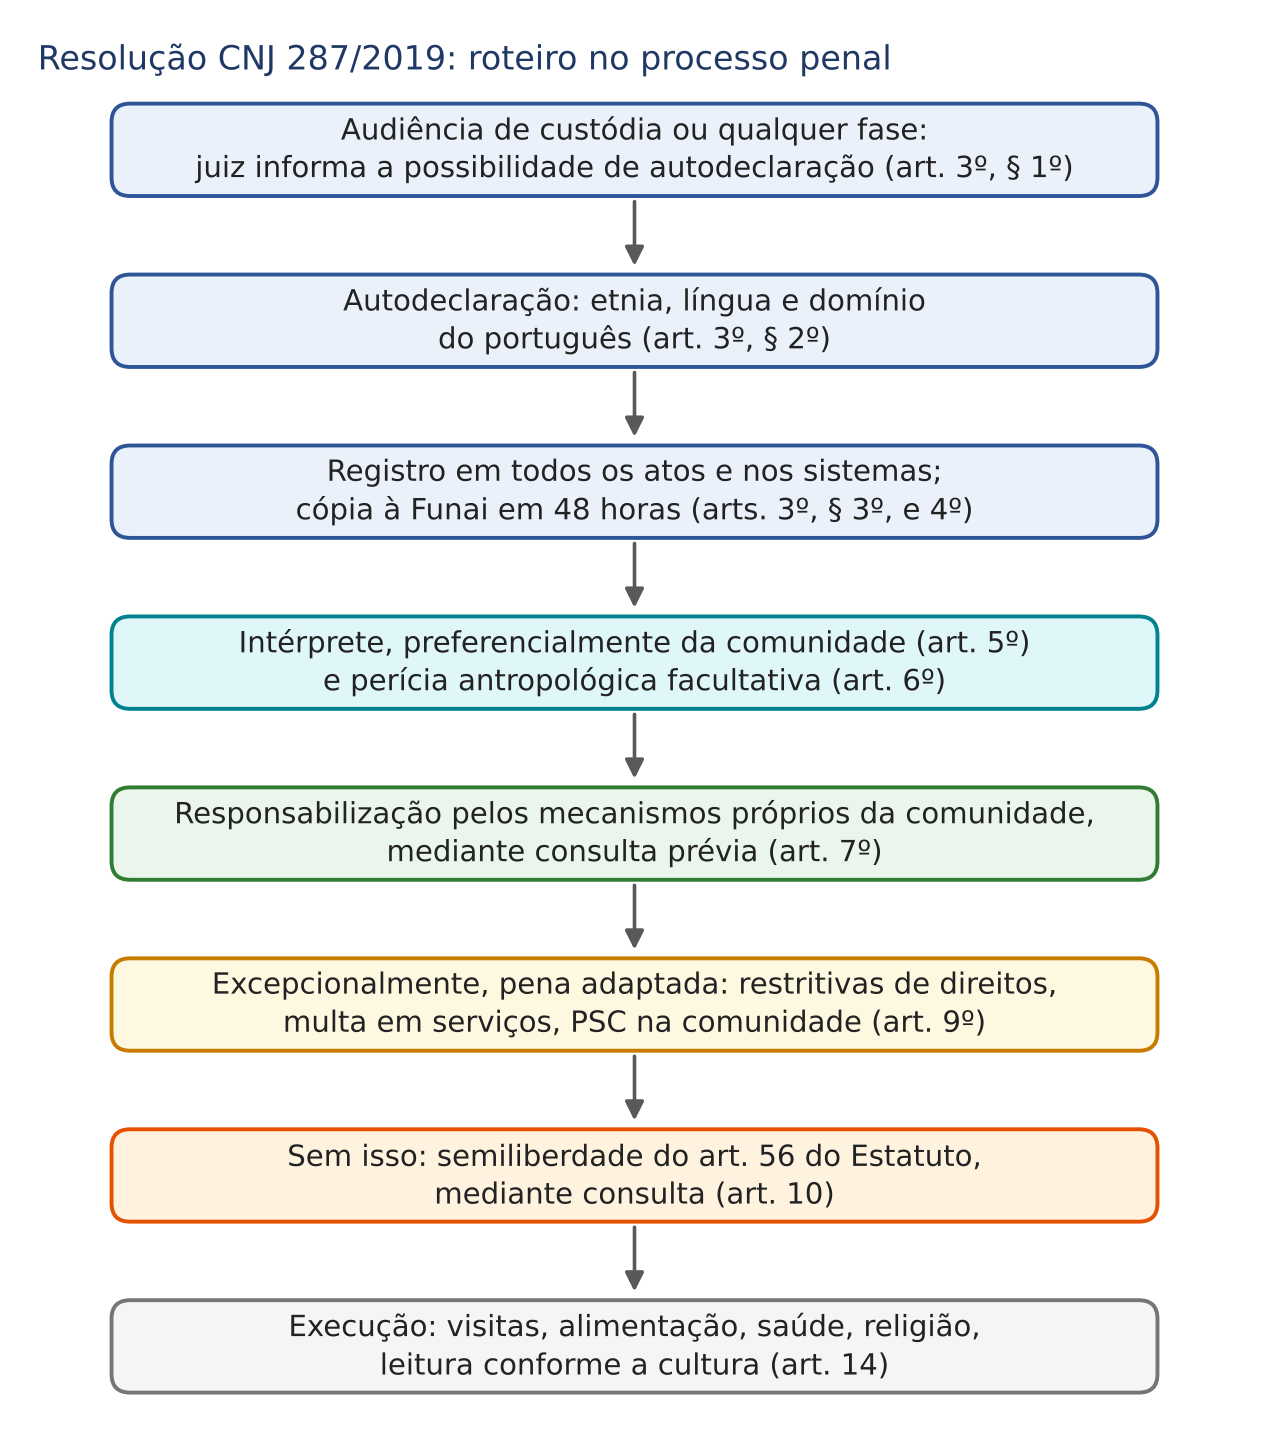 Resolução CNJ 287/2019: roteiro no processo penal
Audiência de custódia ou qualquer fase:
juiz informa a possibilidade de autodeclaração (art. 3º, § 1º)
Autodeclaração: etnia, língua e domínio
do português (art. 3º, § 2º)
Registro em todos os atos e nos sistemas;
cópia à Funai em 48 horas (arts. 3º, § 3º, e 4º)
Intérprete, preferencialmente da comunidade (art. 5º)
e perícia antropológica facultativa (art. 6º)
Responsabilização pelos mecanismos próprios da comunidade,
mediante consulta prévia (art. 7º)
Excepcionalmente, pena adaptada: restritivas de direitos,
multa em serviços, PSC na comunidade (art. 9º)
Sem isso: semiliberdade do art. 56 do Estatuto,
mediante consulta (art. 10)
Execução: visitas, alimentação, saúde, religião,
leitura conforme a cultura (art. 14)